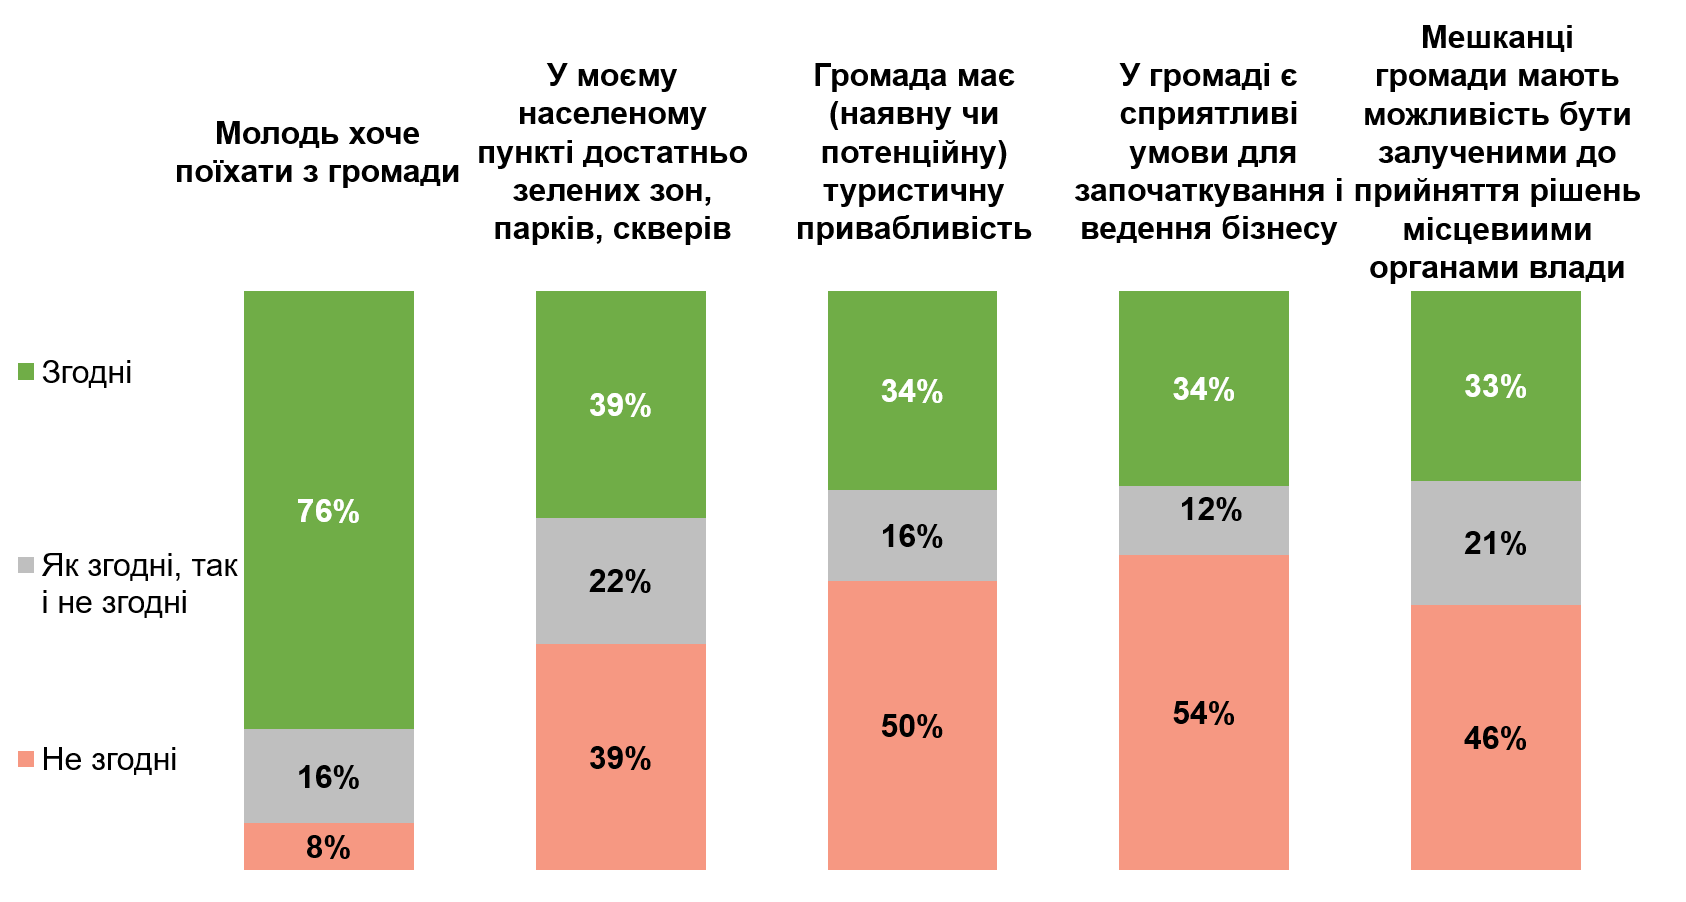 Молодь хоче
поїхати з громади
У моєму
населеному
пункті достатньо
зелених зон,
парків, скверів
Громада має
(наявну чи
потенційну)
туристичну
привабливість
У громаді є
сприятливі
умови для
започаткування і
ведення бізнесу
Мешканці
громади мають
можливість бути
залученими до
прийняття рішень
місцевиими
органами влади
Згодні
Як згодні, так
і не згодні
Не згодні
76%
16%
8%
39%
22%
39%
34%
16%
50%
34%
12%
54%
33%
21%
46%